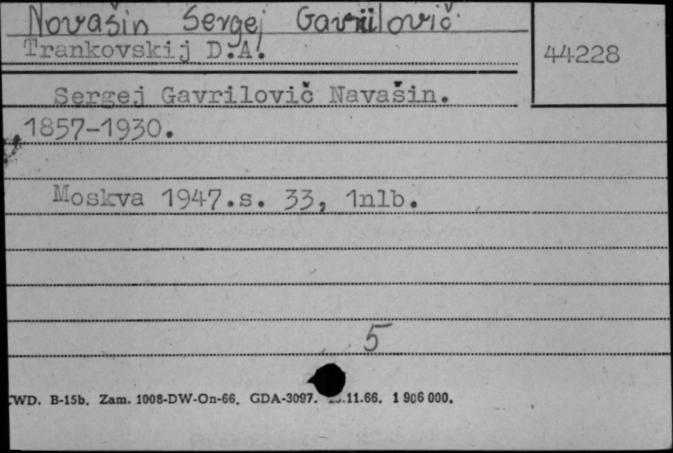 Novašin Sergej Gavriilovič
Trankovskij D.A.
44228
Sergej Gavrilovič Navašin.
1857-1930.
Moskva 1947.s. 33, 1nlb.
5
WD. B-15b. Zam. 1008-DW-On-66. GDA-3097. .11.66. 1 906 000.